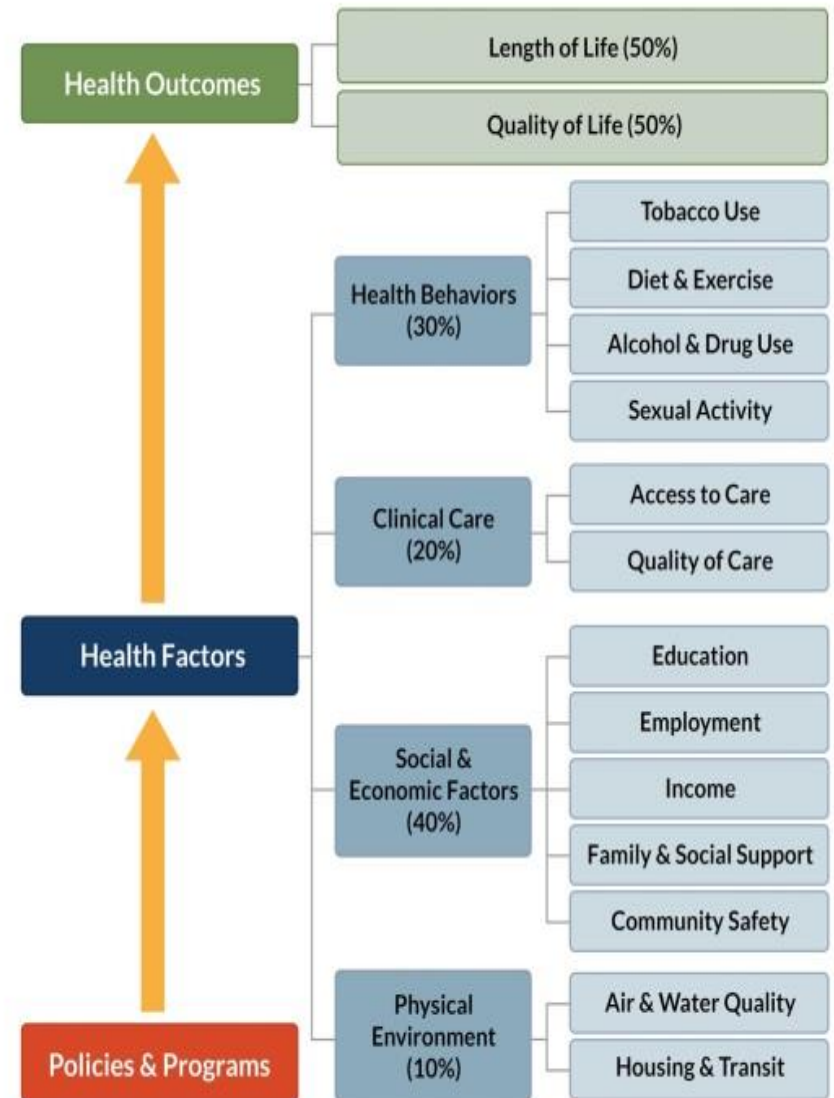 Health Outcomes
Length of Life (50%)
Quality of Life (50%)
Health Factors
Health Behaviors
(30%)
Tobacco Use
Diet & Exercise
Alcohol & Drug Use
Sexual Activity
Clinical Care
(20%)
Access to Care
Quality of Care
Social &
Economic Factors
(40%)
Education
Employment
Income
Family & Social Support
Community Safety
Physical
Environment
(10%)
Air & Water Quality
Housing & Transit
Policies & Programs